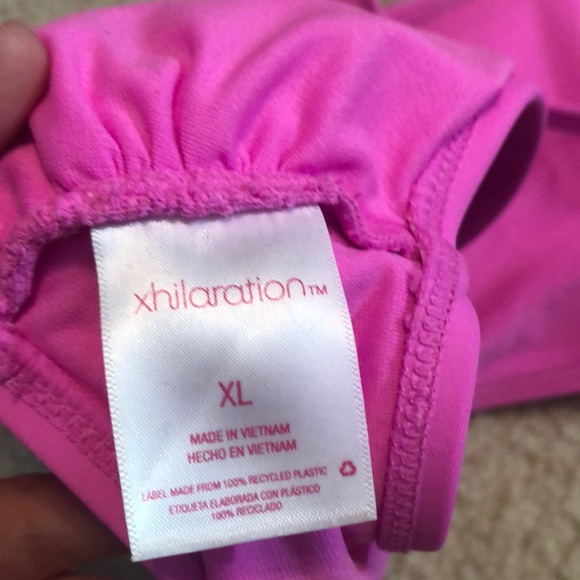 xhilaration™
XL
MADE IN VIETNAM
HECHO EN VIETNAM
LABEL MADE FROM 100% RECYCLED PLASTIC
ETIQUETA ELABORADA CON PLÁSTICO
100% RECICLADO